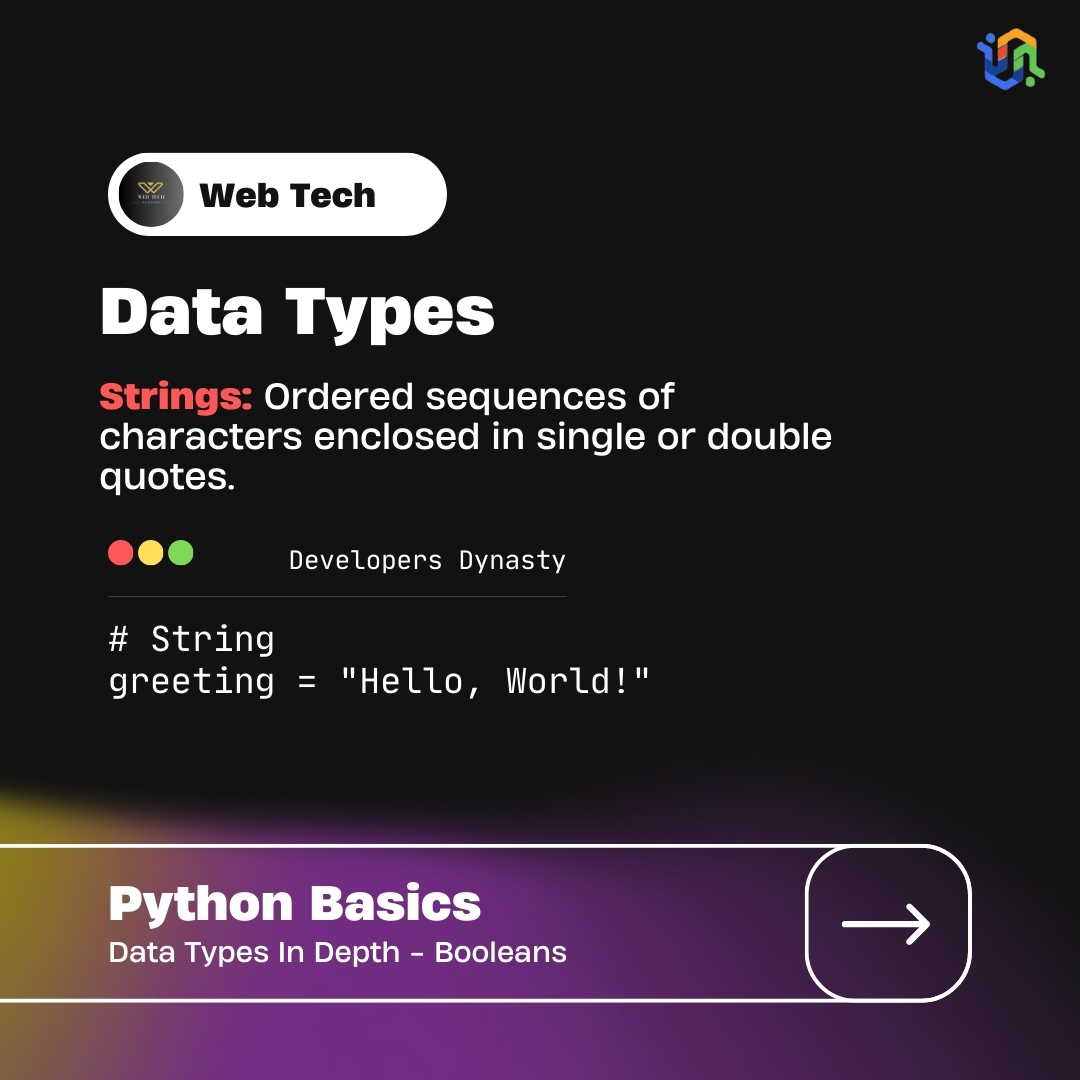 Web Tech
Data Types
Strings: Ordered sequences of
characters enclosed in single or double
quotes.
Developers Dynasty
# String
greeting = "Hello, World!"
Python Basics
Data Types In Depth - Booleans